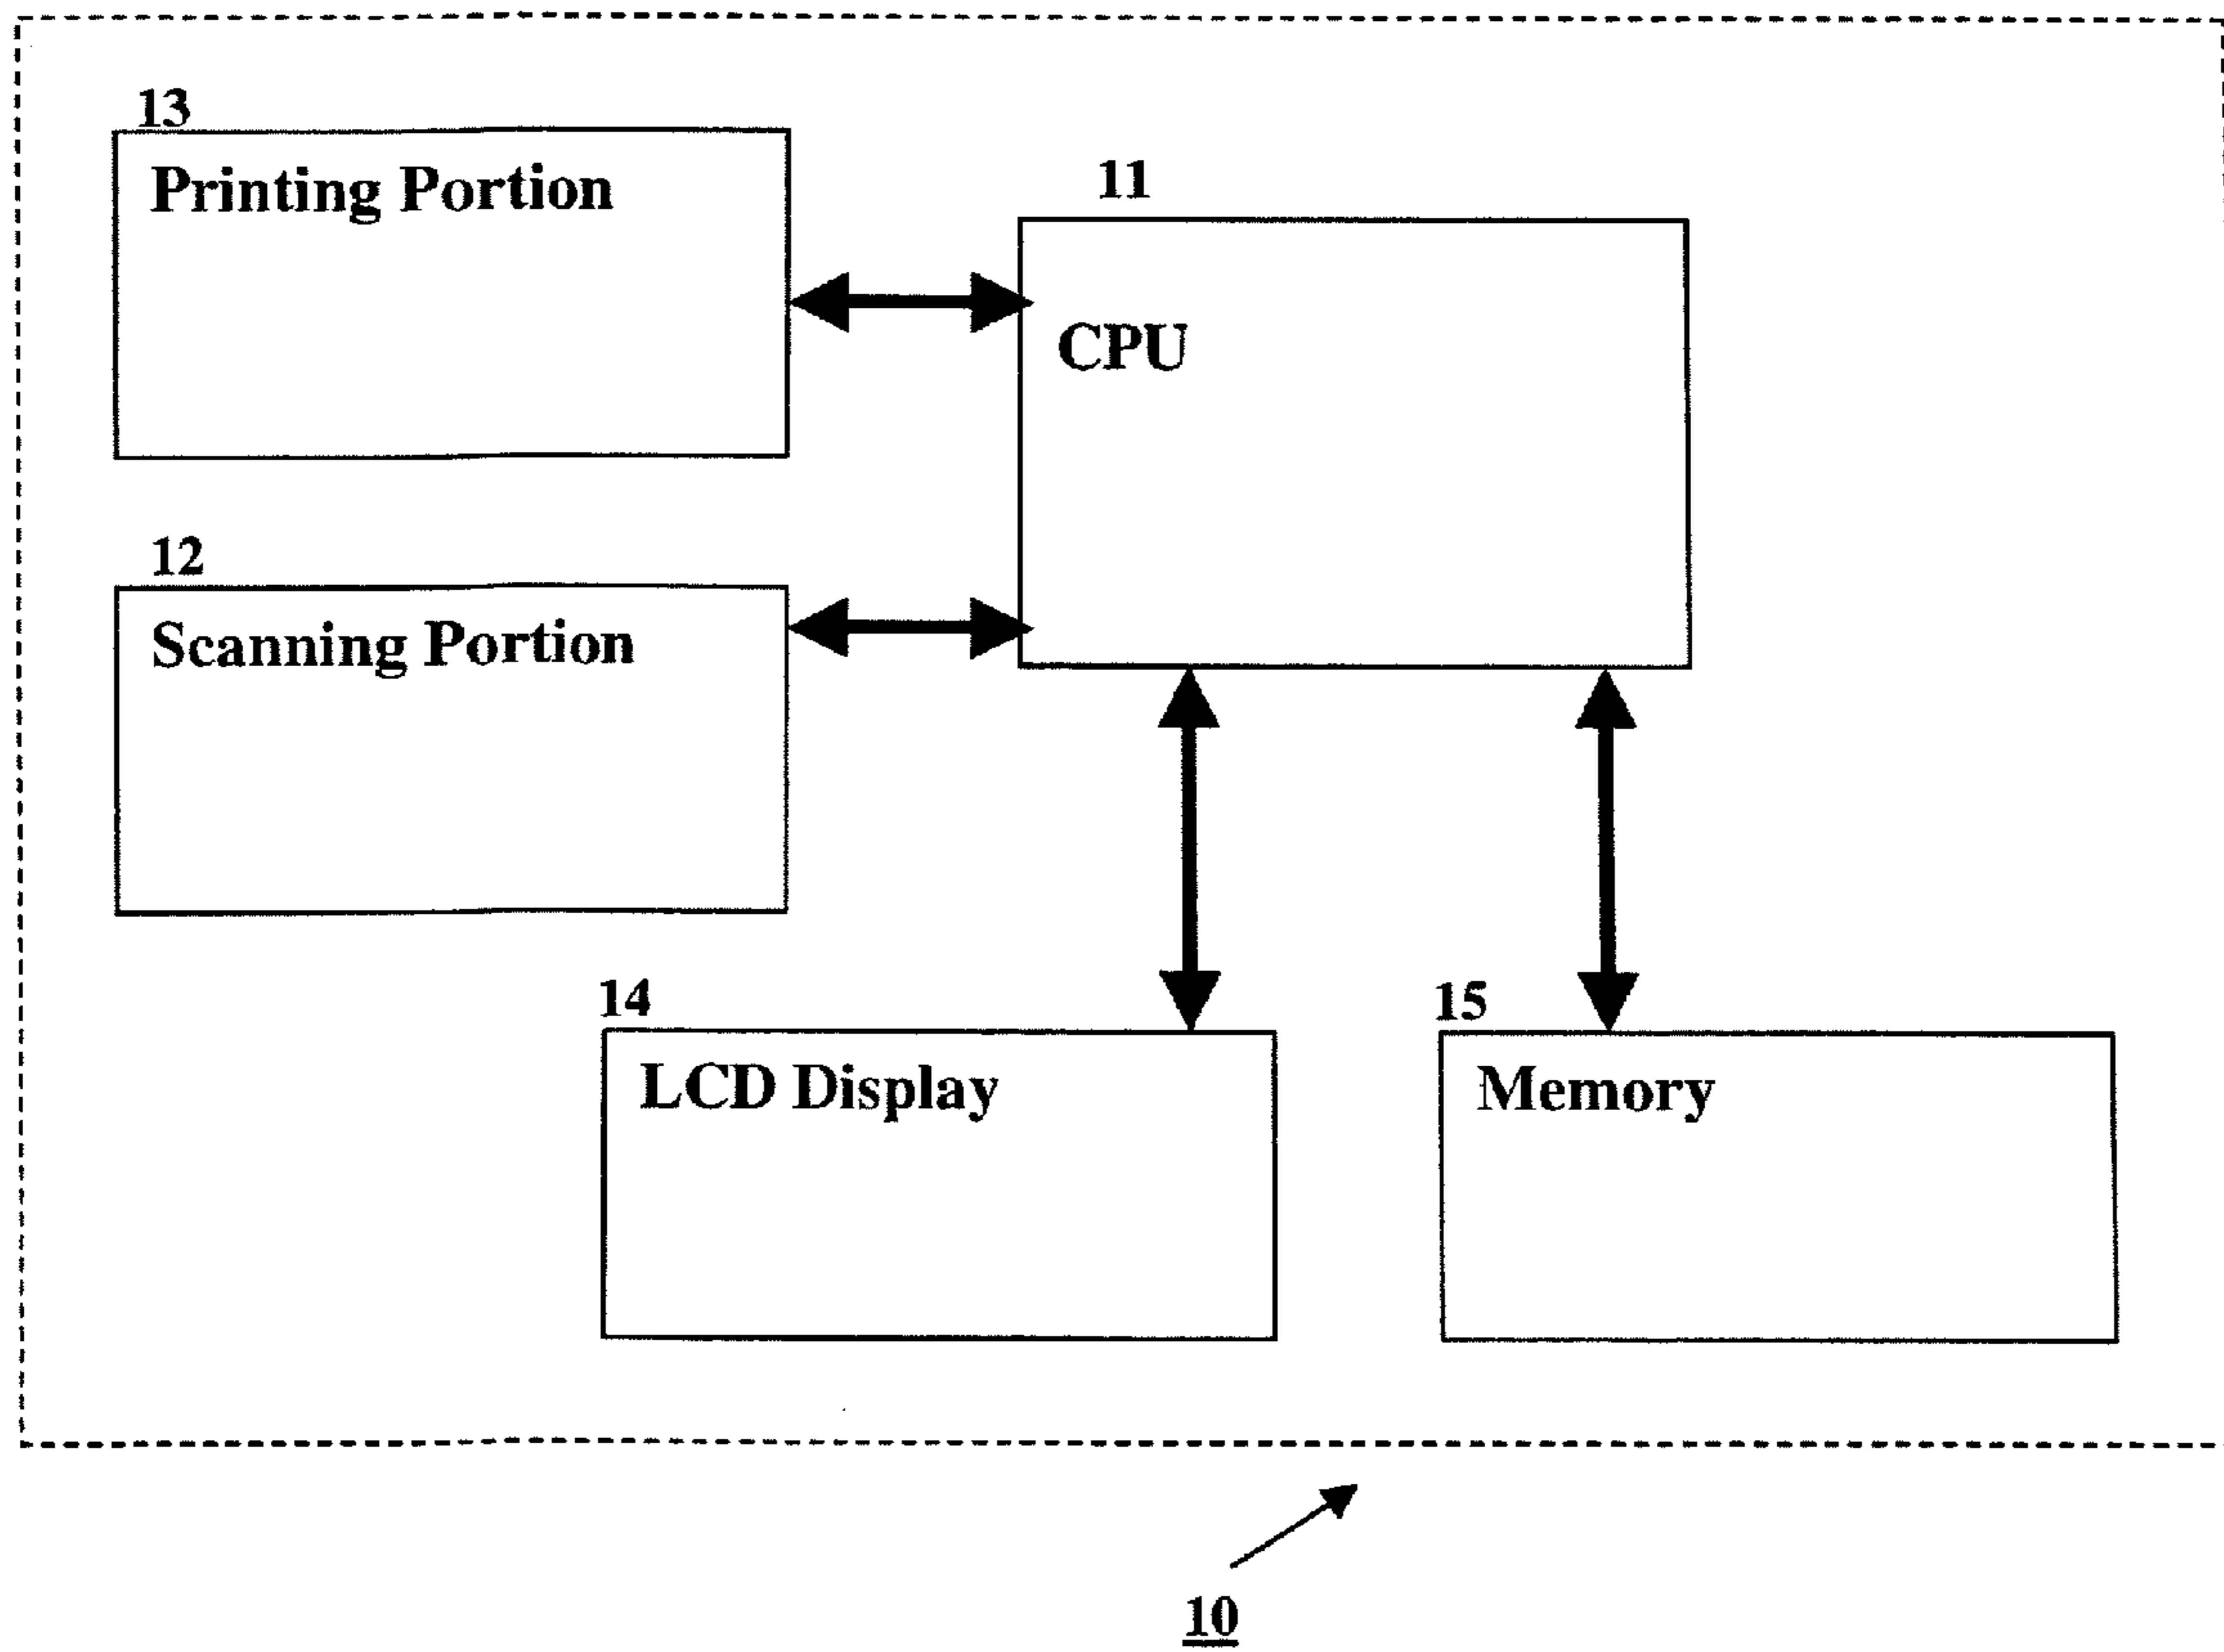 13
Printing Portion
11
CPU
12
Scanning Portion
14
LCD Display
15
Memory
10